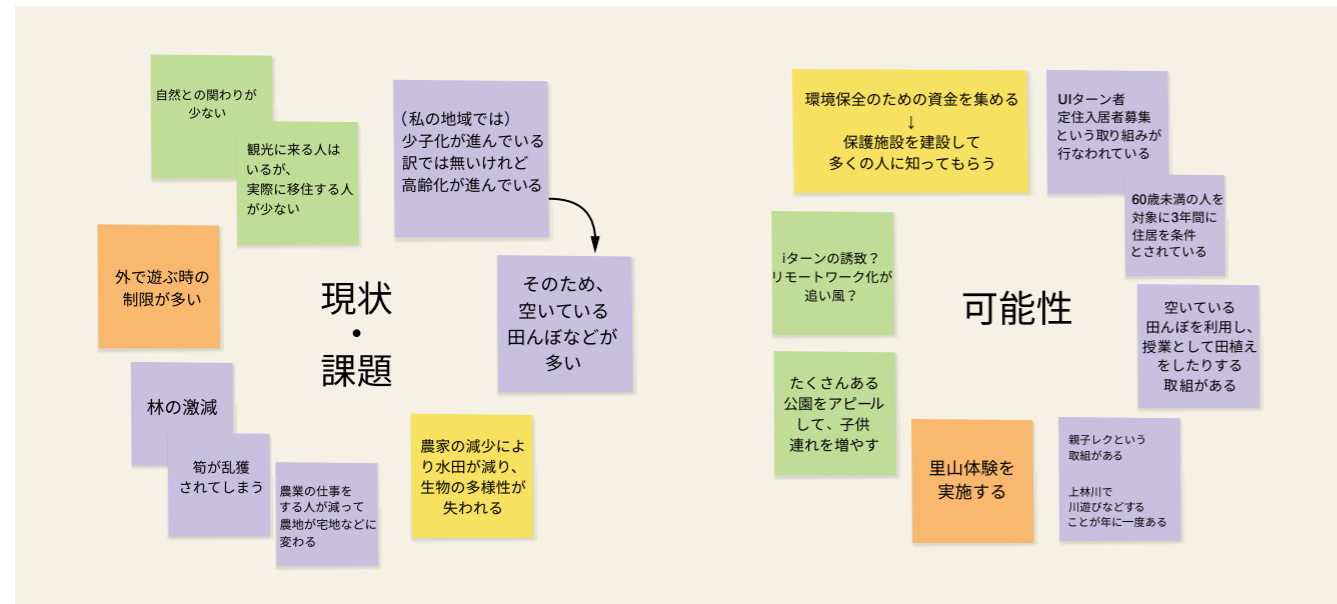 自然との関わりが
少ない
観光に来る人は
いるが、
実際に移住する人
が少ない
（私の地域では）
少子化が進んでいる
訳では無いけれど
高齢化が進んでいる
そのため、
空いている
田んぼなどが
多い
外で遊ぶ時の
制限が多い
現状
・
課題
林の激減
筍が乱獲
されてしまう
農業の仕事を
する人が減って
農地が宅地などに
変わる
農家の減少によ
り水田が減り、
生物の多様性が
失われる
環境保全のための資金を集める
↓
保護施設を建設して
多くの人に知ってもらう
UIターン者
定住入居者募集
という取り組みが
行なわれている
60歳未満の人を
対象に3年間に
住居を条件
とされている
iターンの誘致？
リモートワーク化が
追い風？
可能性
空いている
田んぼを利用し、
授業として田植え
をしたりする
取組がある
たくさんある
公園をアピール
して、子供
連れを増やす
里山体験を
実施する
親子レクという
取組がある
上林川で
川遊びなどする
ことが年に一度ある